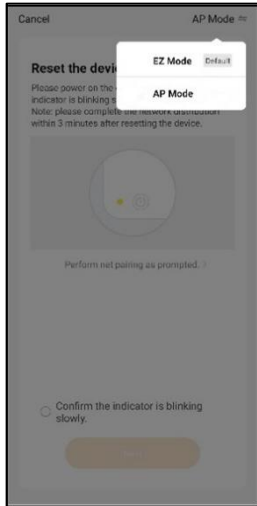 Cancel
AP Mode ⇋
EZ Mode Default
AP Mode
Reset the devi
Please power on the
indicator is blinking s
Note: please complete the network distribution
within 3 minutes after resetting the device.
Perform net pairing as prompted. >
Confirm the indicator is blinking
slowly.